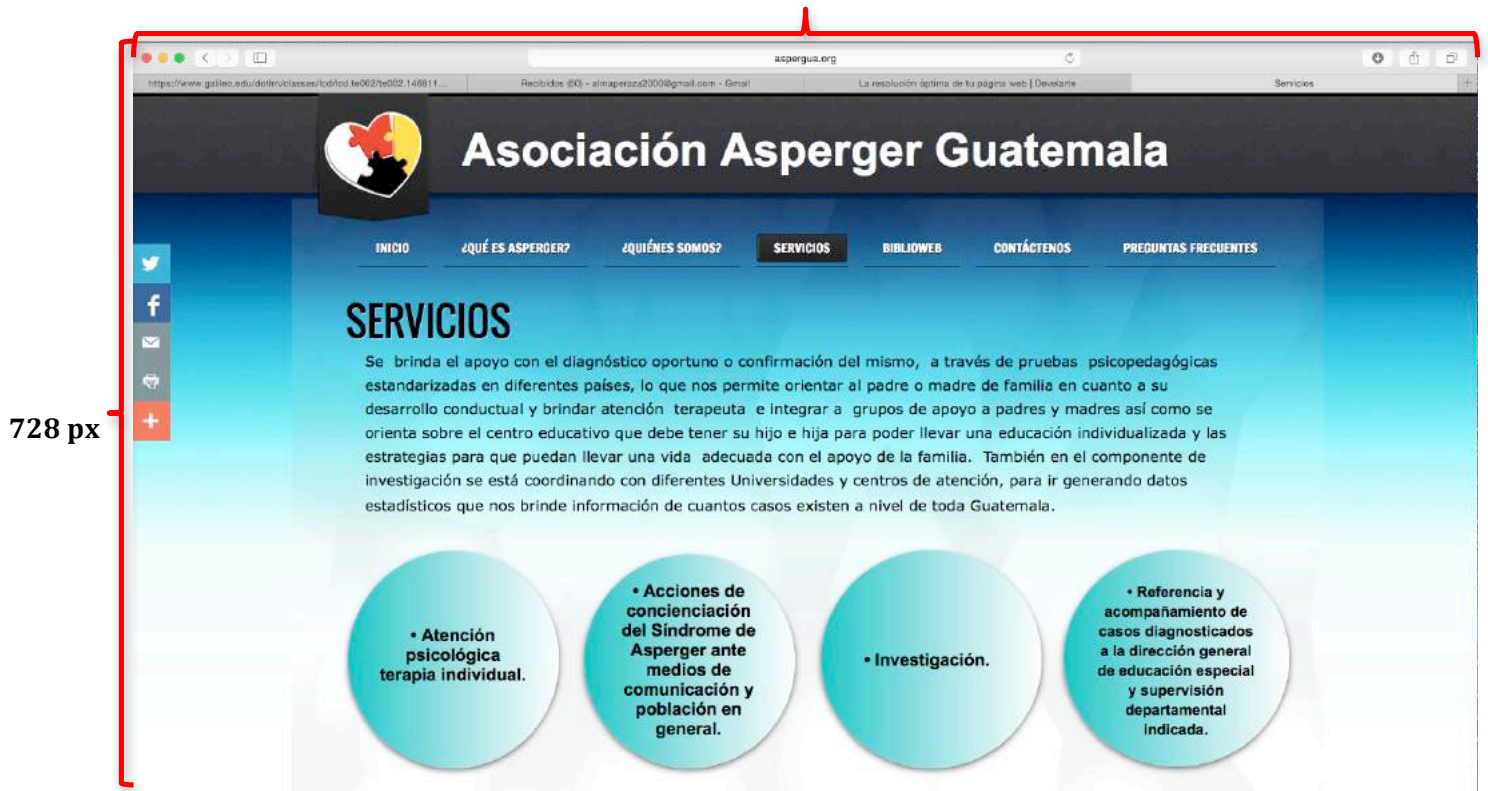 aspergua.org
Recibidos (60) - almaperaza2000@gmail.com - Gmail
La resolución óptima de tu página web | Develarte
Servicios
Asociación Asperger Guatemala
INICIO ¿QUÉ ES ASPERGER? ¿QUIÉNES SOMOS? SERVICIOS BIBLIOWEB CONTÁCTENOS PREGUNTAS FRECUENTES
SERVICIOS
Se brinda el apoyo con el diagnóstico oportuno o confirmación del mismo, a través de pruebas psicopedagógicas
estandarizadas en diferentes países, lo que nos permite orientar al padre o madre de familia en cuanto a su
desarrollo conductual y brindar atención terapeuta e integrar a grupos de apoyo a padres y madres así como se
orienta sobre el centro educativo que debe tener su hijo e hija para poder llevar una educación individualizada y las
estrategias para que puedan llevar una vida adecuada con el apoyo de la familia. También en el componente de
investigación se está coordinando con diferentes Universidades y centros de atención, para ir generando datos
estadísticos que nos brinde información de cuantos casos existen a nivel de toda Guatemala.
728 px
• Atención
psicológica
terapia individual.
• Acciones de
concienciación
del Síndrome de
Asperger ante
medios de
comunicación y
población en
general.
• Investigación.
• Referencia y
acompañamiento de
casos diagnosticados
a la dirección general
de educación especial
y supervisión
departamental
indicada.